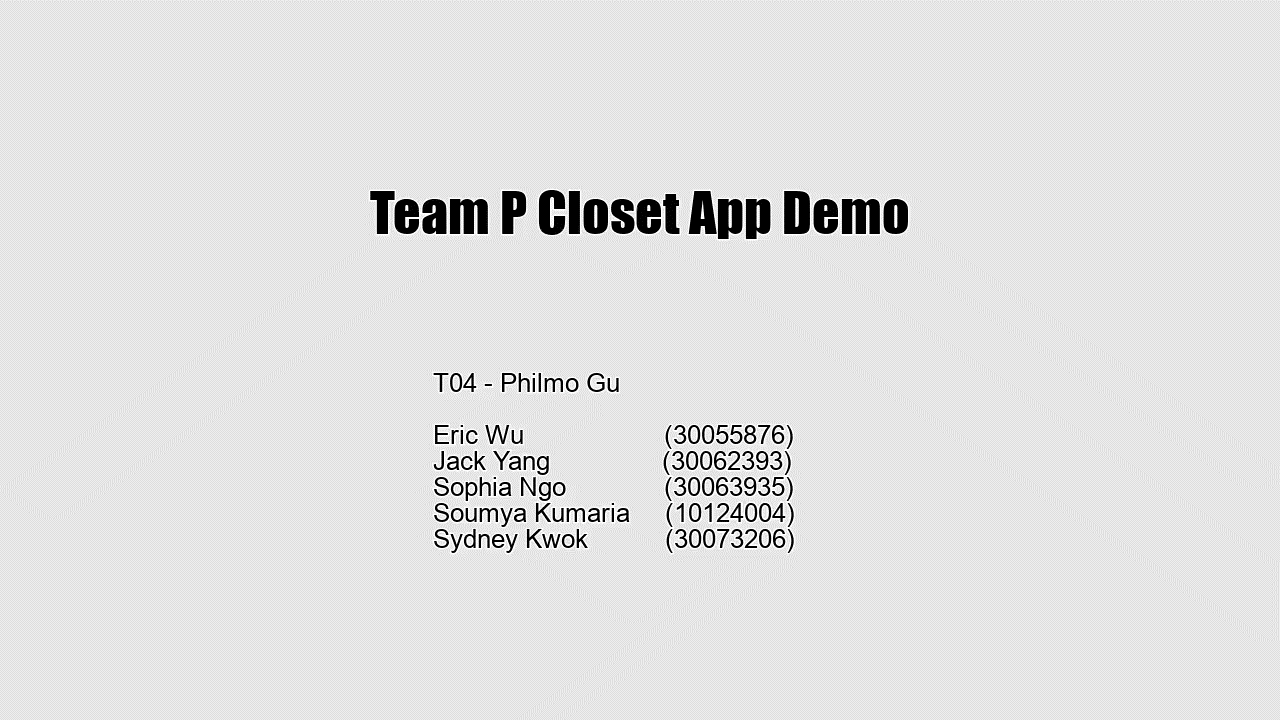 Team P Closet App Demo
T04 - Philmo Gu
Eric Wu (30055876)
Jack Yang (30062393)
Sophia Ngo (30063935)
Soumya Kumaria (10124004)
Sydney Kwok (30073206)